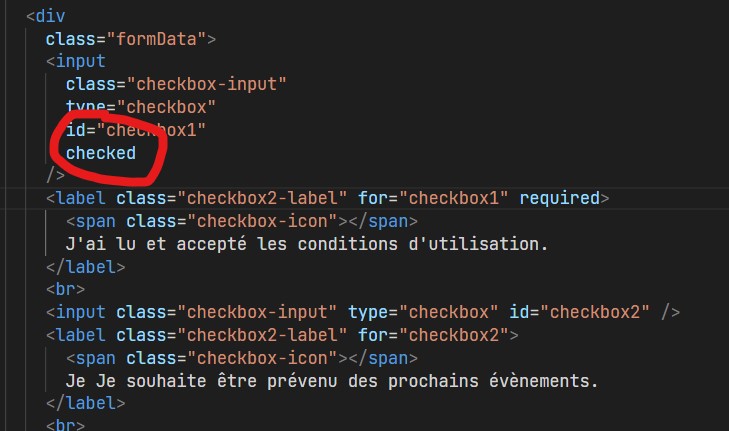 <div
class="formData">
<input
class="checkbox-input"
type="checkbox"
id="checkbox1"
checked
/>
<label class="checkbox2-label" for="checkbox1" required>
<span class="checkbox-icon"></span>
J'ai lu et accepté les conditions d'utilisation.
</label>
<br>
<input class="checkbox-input" type="checkbox" id="checkbox2" />
<label class="checkbox2-label" for="checkbox2">
<span class="checkbox-icon"></span>
Je Je souhaite être prévenu des prochains évènements.
</label>
<br>